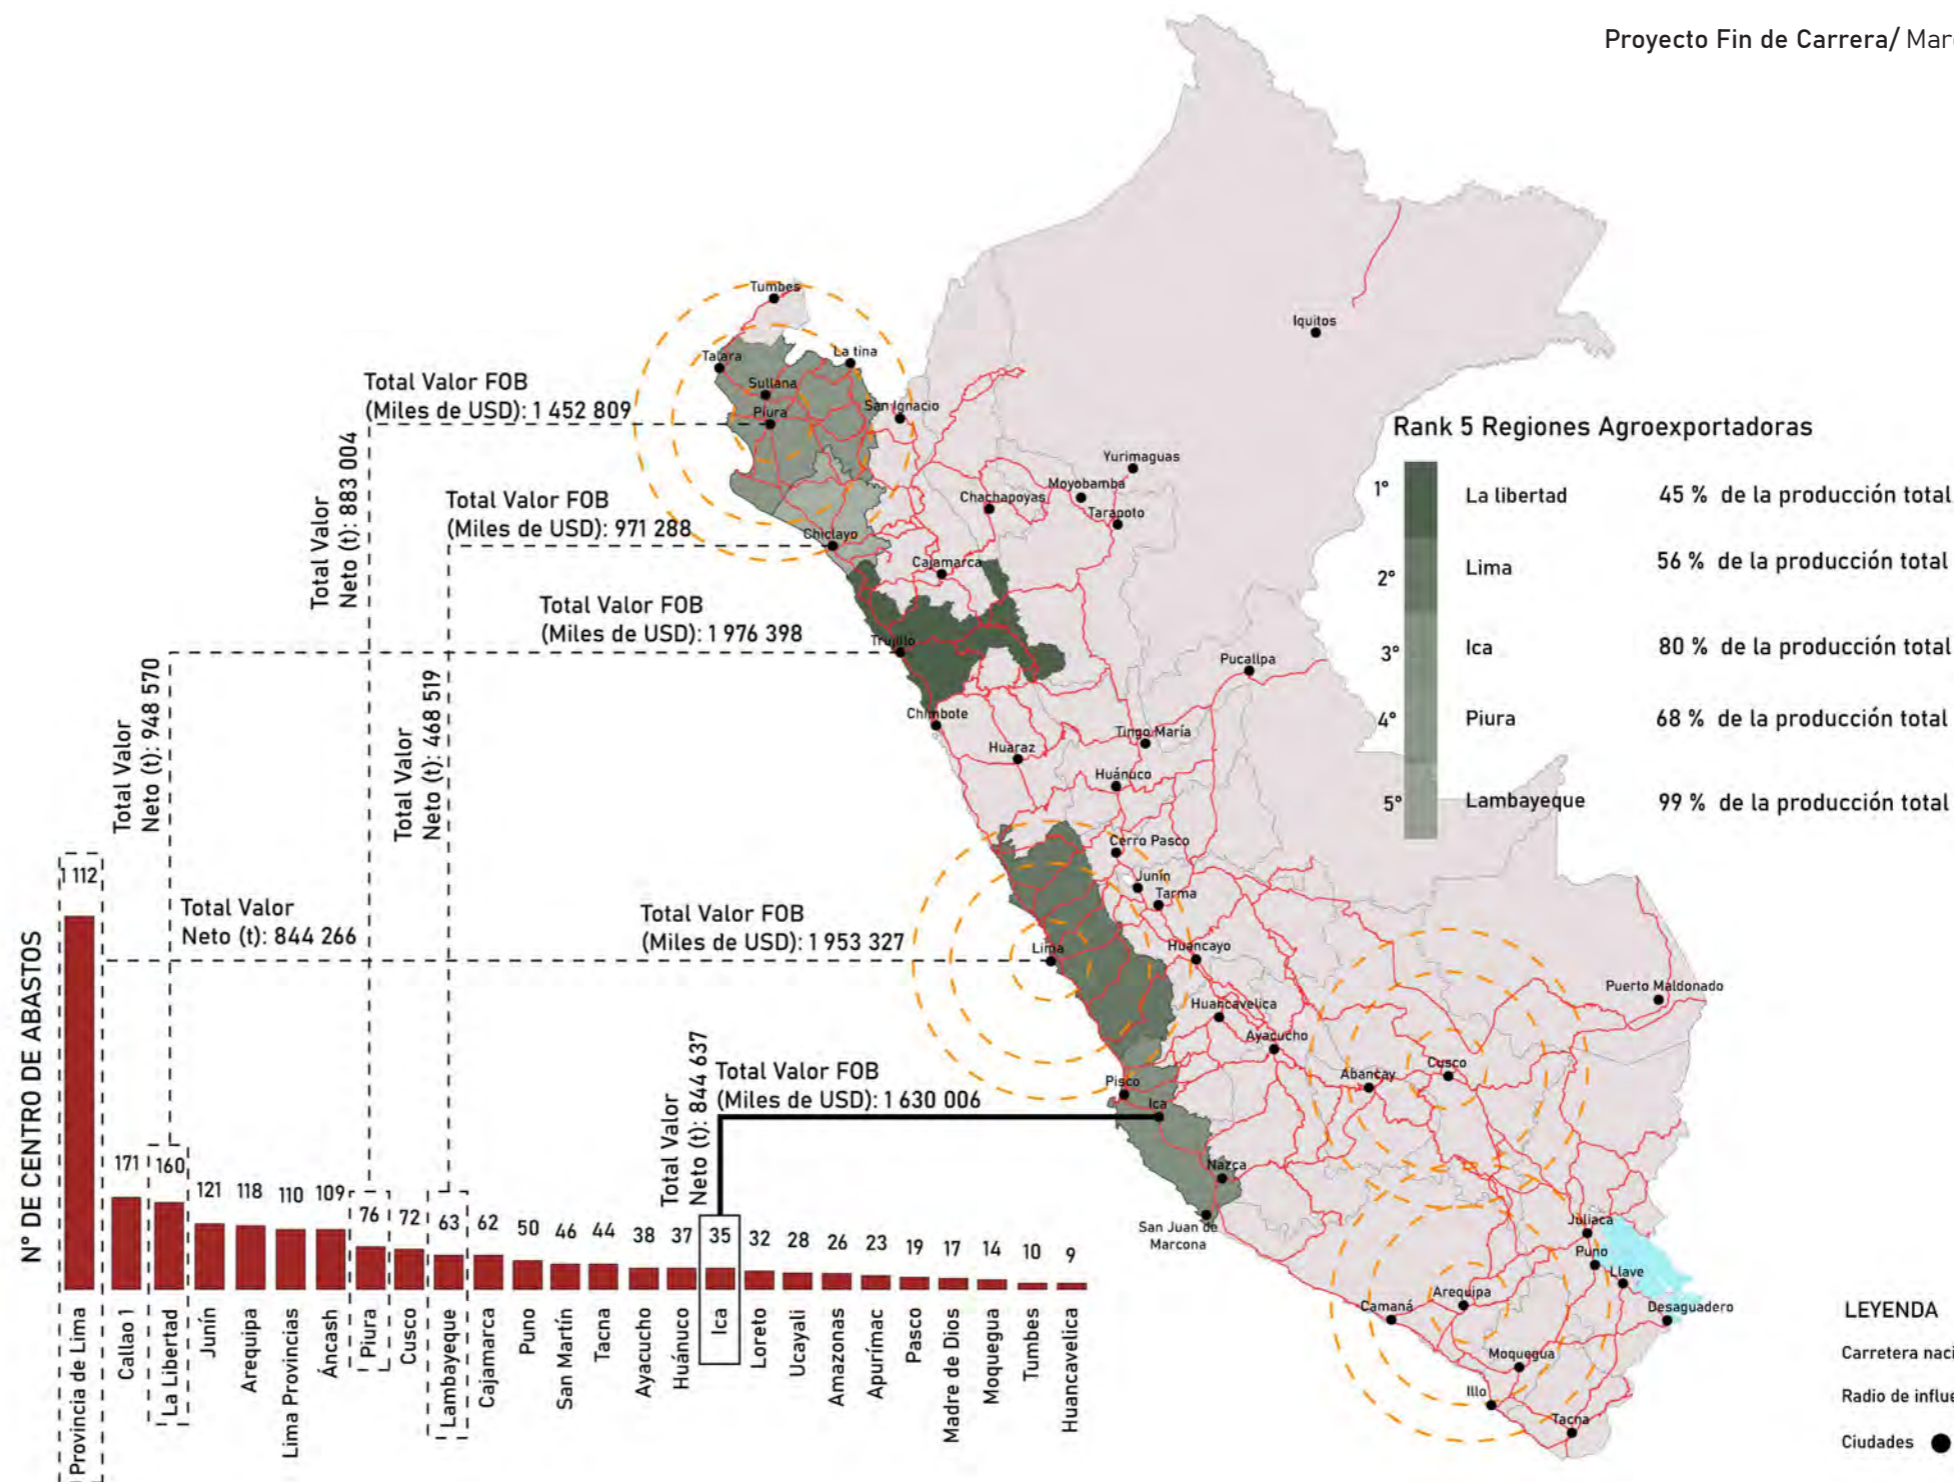 Proyecto Fin de Carrera/
Tumbes
Talara
La tina
Sullana
Piura
San Ignacio
Iquitos
Total Valor FOB
(Miles de USD): 1 452 809
Total Valor
Neto (t): 883 004
Total Valor FOB
(Miles de USD): 971 288
Chiclayo
Total Valor FOB
(Miles de USD): 1 976 398
Total Valor
Neto (t): 948 570
Total Valor
Neto (t): 468 519
Yurimaguas
Moyobamba
Chachapoyas
Tarapoto
Cajamarca
Trujillo
Pucallpa
Chimbote
Tingo María
Huaraz
Huánuco
Rank 5 Regiones Agroexportadoras
1° La libertad 45 % de la producción total
2° Lima 56 % de la producción total
3° Ica 80 % de la producción total
4° Piura 68 % de la producción total
5° Lambayeque 99 % de la producción total
Cerro Pasco
Junín
Tarma
Total Valor
Neto (t): 844 266
Total Valor FOB
(Miles de USD): 1 953 327
Lima
Huancayo
Huancavelica
Ayacucho
Abancay
Cusco
Puerto Maldonado
Total Valor
Neto (t): 844 637
Total Valor FOB
(Miles de USD): 1 630 006
Pisco
Ica
Nazca
San Juan de
Marcona
Juliaca
Puno
Llave
Desaguadero
Arequipa
Camaná
Moquegua
Illo
Tacna
N° DE CENTRO DE ABASTOS
1 112
171
160
121
118
110
109
76
72
63
62
50
46
44
38
37
35
32
28
26
23
19
17
14
10
9
Provincia de Lima
Callao 1
La Libertad
Junín
Arequipa
Lima Provincias
Áncash
Piura
Cusco
Lambayeque
Cajamarca
Puno
San Martín
Tacna
Ayacucho
Huánuco
Ica
Loreto
Ucayali
Amazonas
Apurímac
Pasco
Madre de Dios
Moquegua
Tumbes
Huancavelica
LEYENDA
Carretera
Radio de
Ciudades